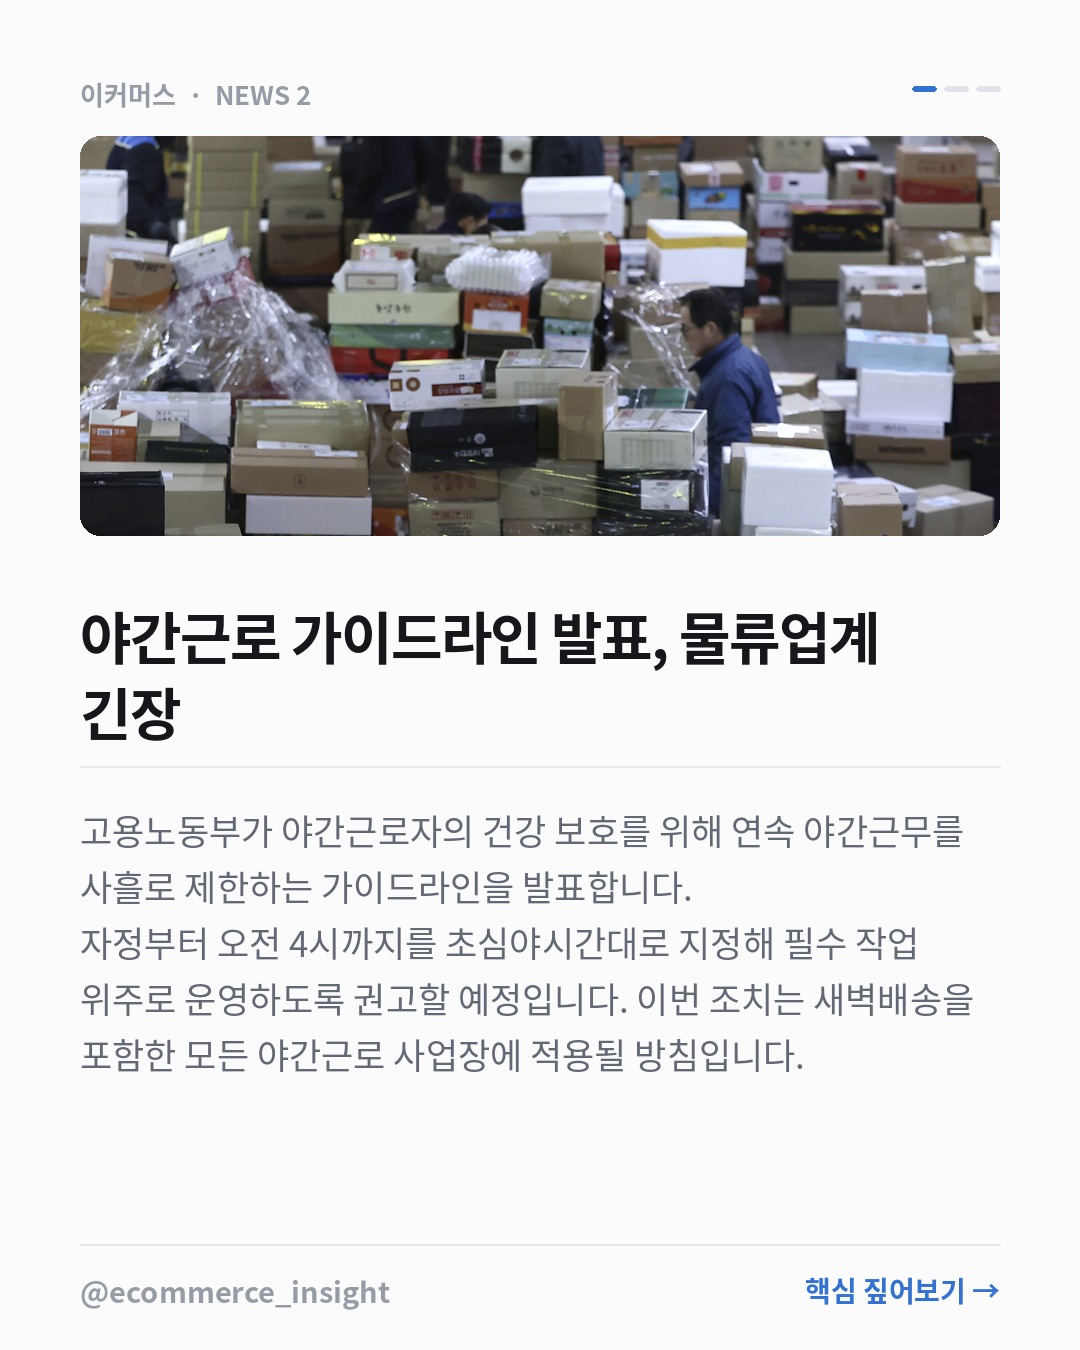 이커머스 · NEWS 2
야간근로 가이드라인 발표, 물류업계
긴장
고용노동부가 야간근로자의 건강 보호를 위해 연속 야간근무를
사흘로 제한하는 가이드라인을 발표합니다.
자정부터 오전 4시까지를 초심야시간대로 지정해 필수 작업
위주로 운영하도록 권고할 예정입니다. 이번 조치는 새벽배송을
포함한 모든 야간근로 사업장에 적용될 방침입니다.
@ecommerce_insight
핵심 짚어보기 →